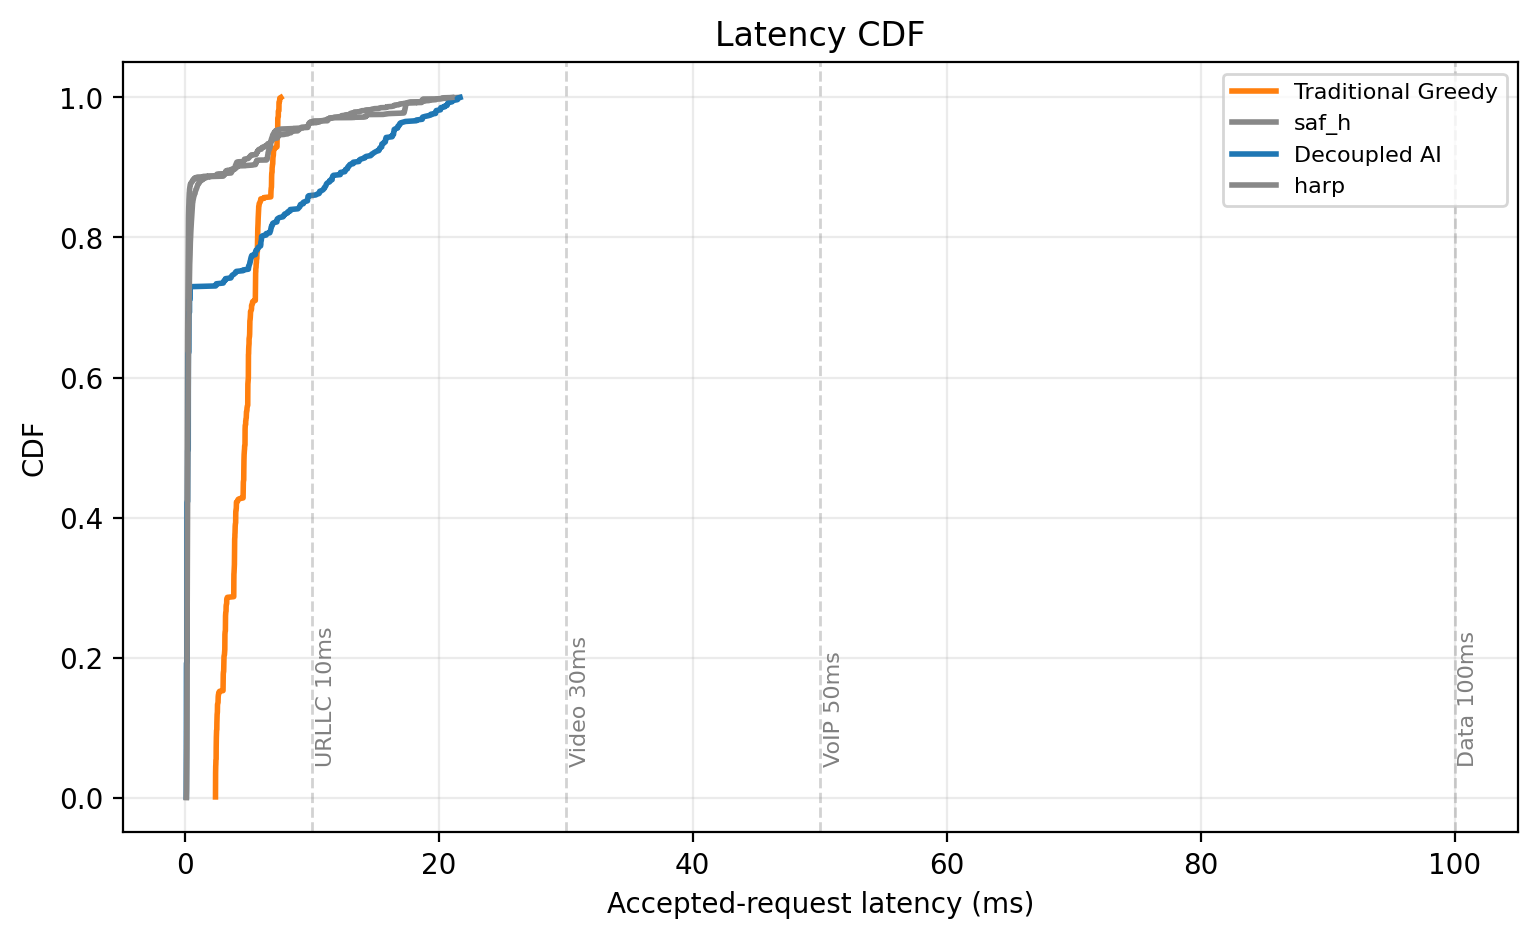 Latency CDF
Traditional Greedy
saf_h
Decoupled AI
harp
1.0
0.8
0.6
0.4
0.2
0.0
CDF
URLLC 10ms
Video 30ms
VoIP 50ms
Data 100ms
0
20
40
60
80
100
Accepted-request latency (ms)